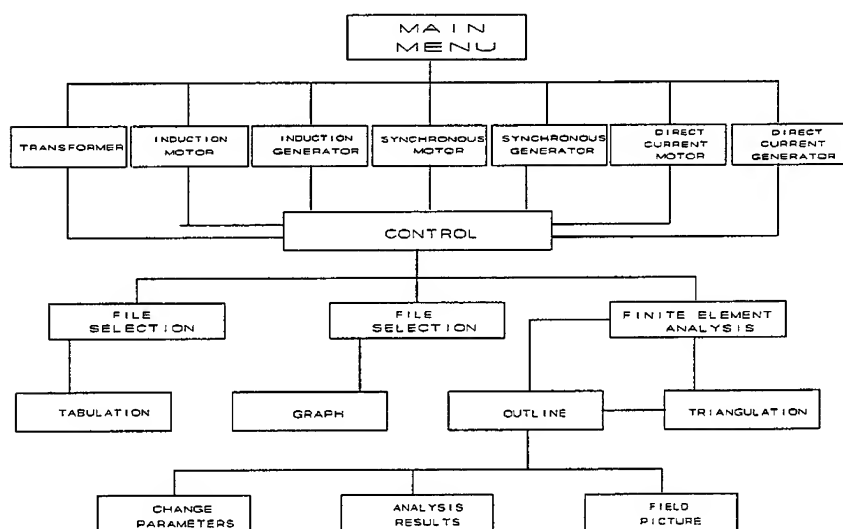 MAIN
MENU
TRANSFORMER
INDUCTION
MOTOR
INDUCTION
GENERATOR
SYNCHRONOUS
MOTOR
SYNCHRONOUS
GENERATOR
DIRECT
CURRENT
MOTOR
DIRECT
CURRENT
GENERATOR
CONTROL
FILE
SELECTION
FILE
SELECTION
FINITE ELEMENT
ANALYSIS
TABULATION
GRAPH
OUTLINE
TRIANGULATION
CHANGE
PARAMETERS
ANALYSIS
RESULTS
FIELD
PICTURE